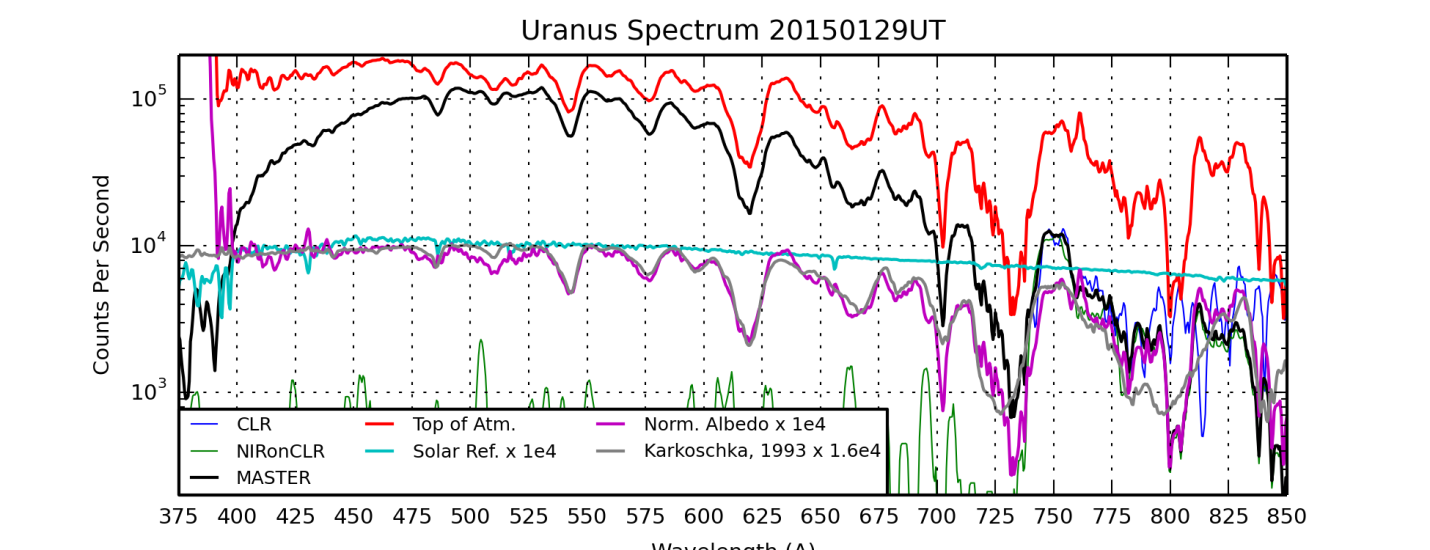 Uranus Spectrum 20150129UT
Counts Per Second
10^5
10^4
10^3
CLR
NIRonCLR
MASTER
Top of Atm.
Solar Ref. x 1e4
Norm. Albedo x 1e4
Karkoschka, 1993 x 1.6e4
375 400 425 450 475 500 525 550 575 600 625 650 675 700 725 750 775 800 825 850
Wavelength (A)